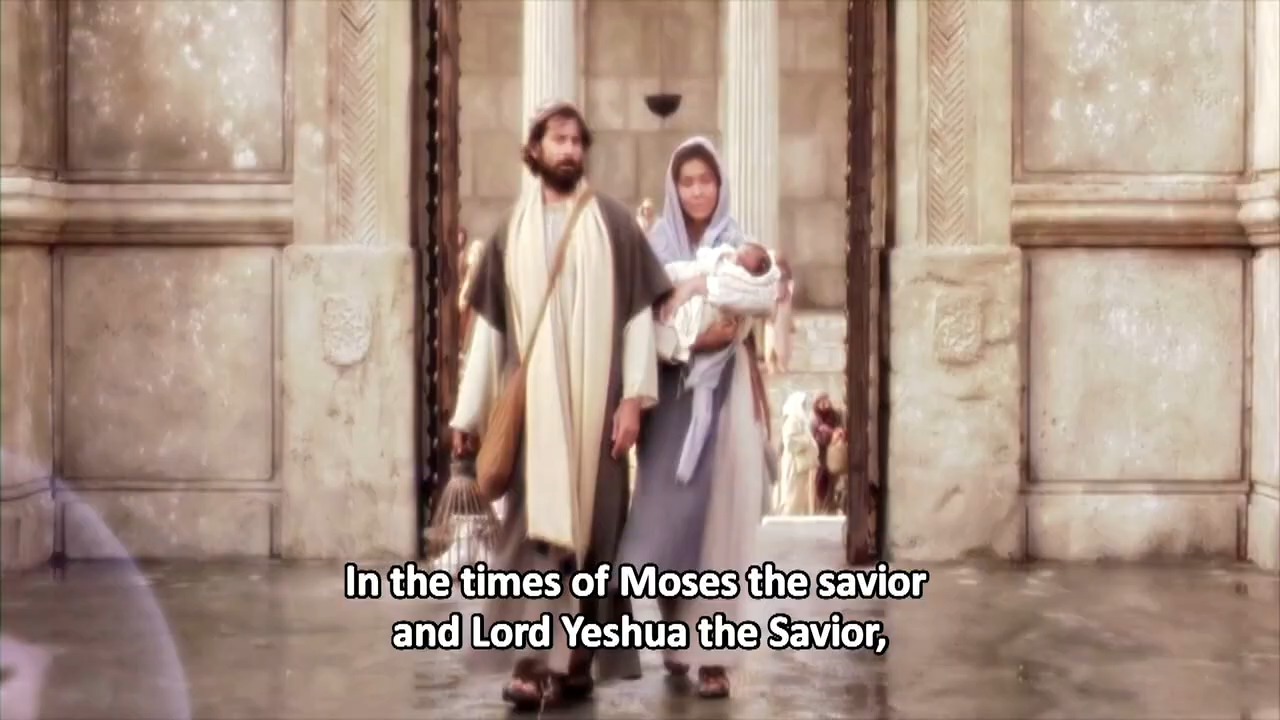 In the times of Moses the savior
and Lord Yeshua the Savior,